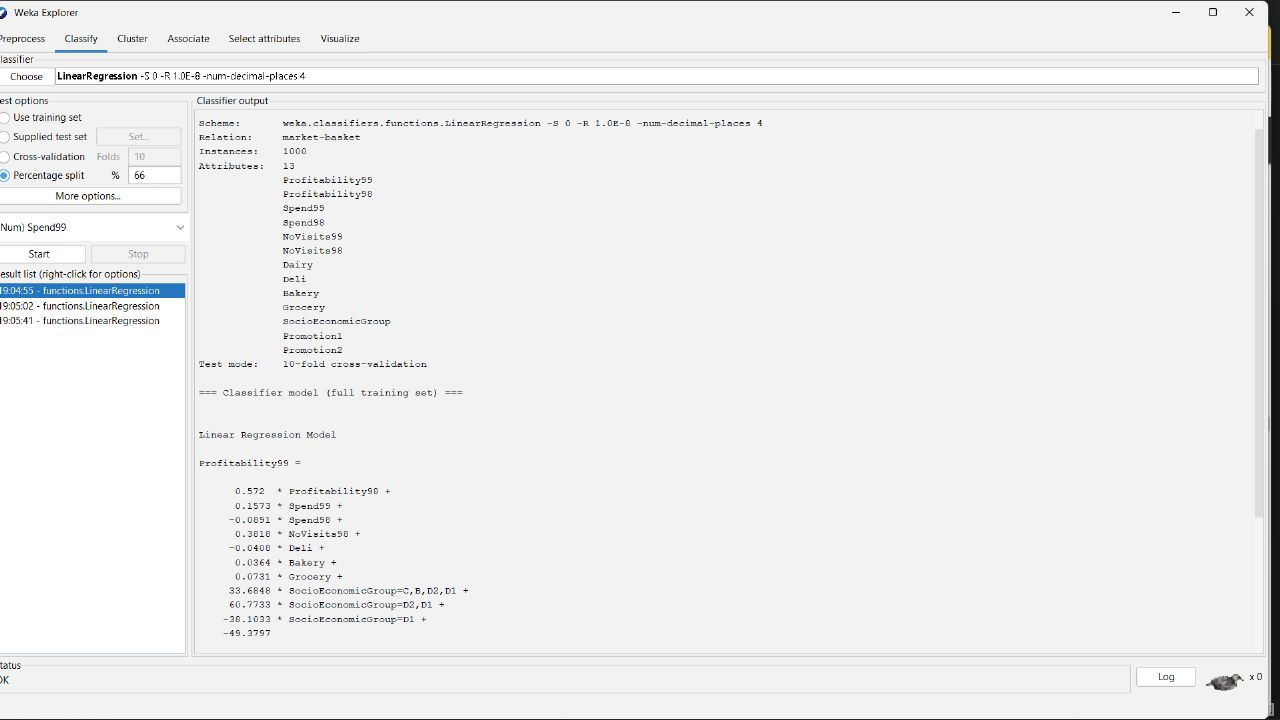 Weka Explorer
Preprocess Classify Cluster Associate Select attributes Visualize
lassifier
Choose LinearRegression -S 0 -R 1.0E-8 -num-decimal-places 4
est options
Use training set
Supplied test set Set...
Cross-validation Folds 10
Percentage split % 66
More options...
Num) Spend99
Start Stop
esult list (right-click for options)
19:04:55 - functions.LinearRegression
19:05:02 - functions.LinearRegression
19:05:41 - functions.LinearRegression
Classifier output
Scheme: weka.classifiers.functions.LinearRegression -S 0 -R 1.0E-8 -num-decimal-places 4
Relation: market-basket
Instances: 1000
Attributes: 13
Profitability99
Profitability98
Spend99
Spend98
NoVisits99
NoVisits98
Dairy
Deli
Bakery
Grocery
SocioEconomicGroup
Promotion1
Promotion2
Test mode: 10-fold cross-validation
=== Classifier model (full training set) ===
Linear Regression Model
Profitability99 =
0.572 * Profitability98 +
0.1573 * Spend99 +
-0.0891 * Spend98 +
0.3818 * NoVisits98 +
-0.0408 * Deli +
0.0364 * Bakery +
0.0731 * Grocery +
33.6848 * SocioEconomicGroup=C,B,D2,D1 +
60.7733 * SocioEconomicGroup=D2,D1 +
-38.1033 * SocioEconomicGroup=D1 +
-49.3797
tatus
OK
Log x 0